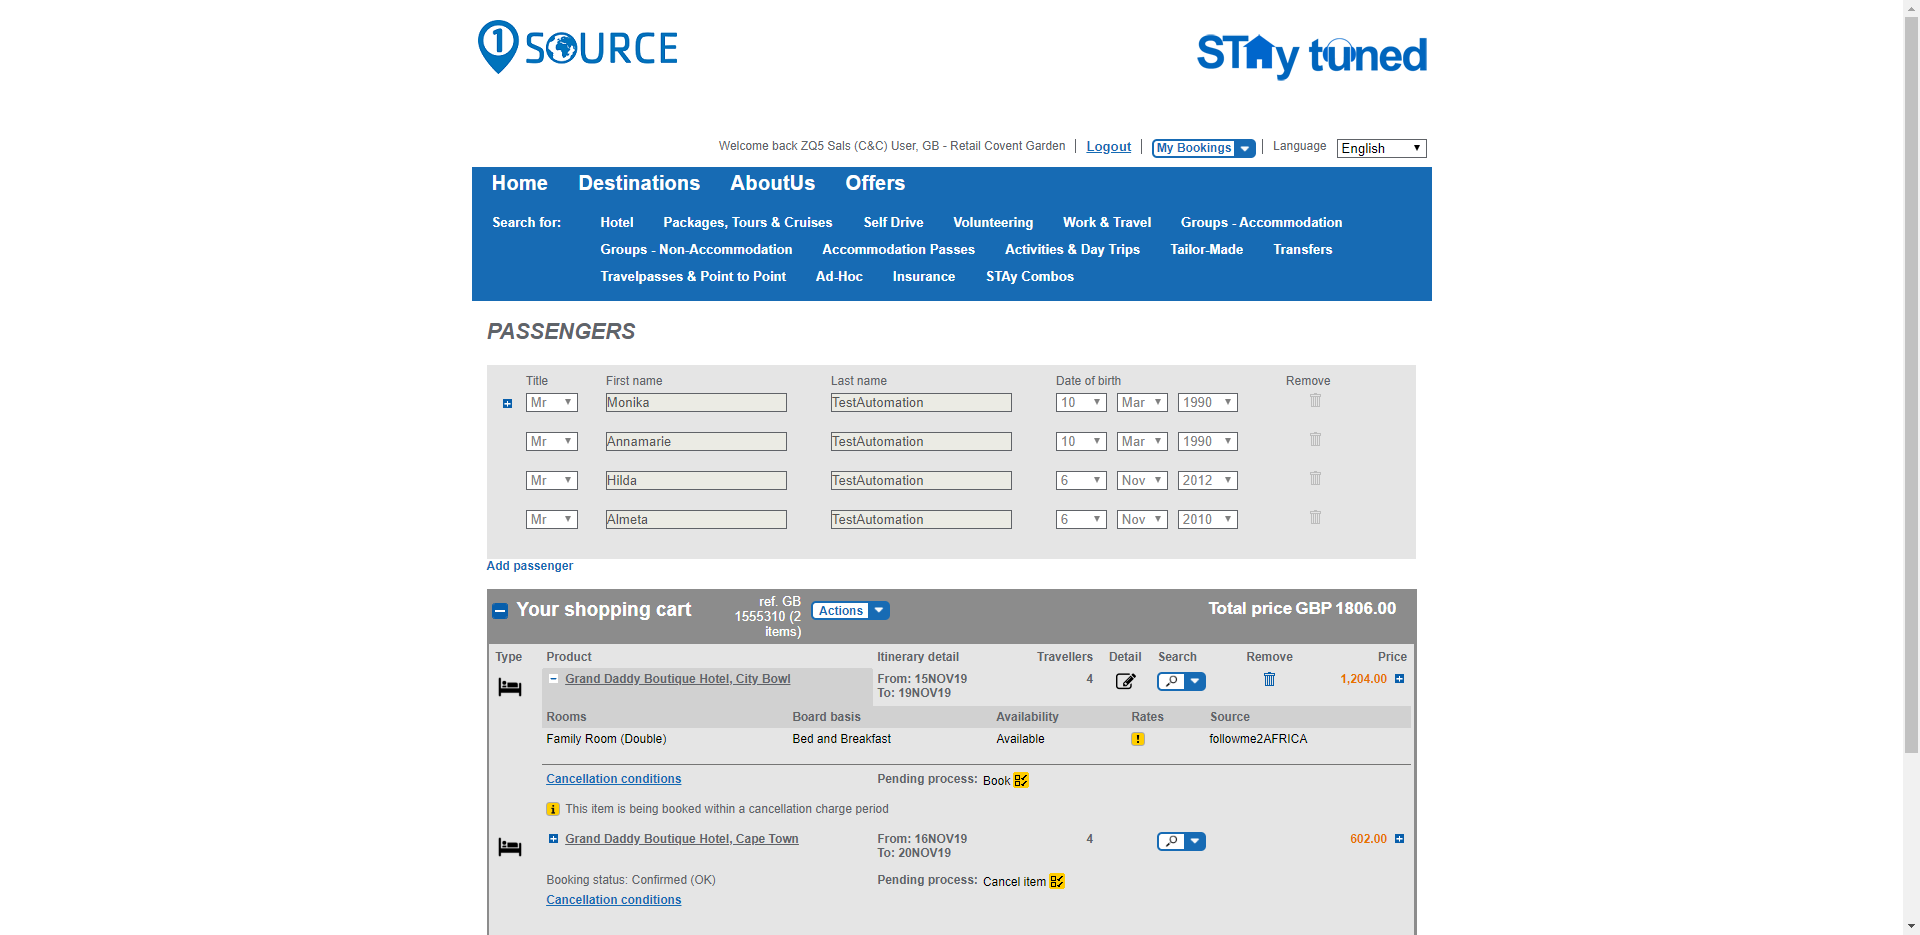 1 SOURCE
STAy tuned
Welcome back ZQ5 Sals (C&C) User, GB - Retail Covent Garden Logout My Bookings Language English
Home Destinations AboutUs Offers
Search for: Hotel Packages, Tours & Cruises Self Drive Volunteering Work & Travel Groups - Accommodation
Groups - Non-Accommodation Accommodation Passes Activities & Day Trips Tailor-Made Transfers
Travelpasses & Point to Point Ad-Hoc Insurance STAy Combos
PASSENGERS
Title First name Last name Date of birth Remove
Mr Monika TestAutomation 10 Mar 1990
Mr Annamarie TestAutomation 10 Mar 1990
Mr Hilda TestAutomation 6 Nov 2012
Mr Almeta TestAutomation 6 Nov 2010
Add passenger
Your shopping cart
ref. GB
1555310 (2
items)
Actions
Total price GBP 1806.00
Type Product Itinerary detail Travellers Detail Search Remove Price
Grand Daddy Boutique Hotel, City Bowl From: 15NOV19 4 1,204.00
To: 19NOV19
Rooms Board basis Availability Rates Source
Family Room (Double) Bed and Breakfast Available ! followme2AFRICA
Cancellation conditions Pending process: Book
i This item is being booked within a cancellation charge period
Grand Daddy Boutique Hotel, Cape Town From: 16NOV19 4 602.00
To: 20NOV19
Booking status: Confirmed (OK) Pending process: Cancel item
Cancellation conditions